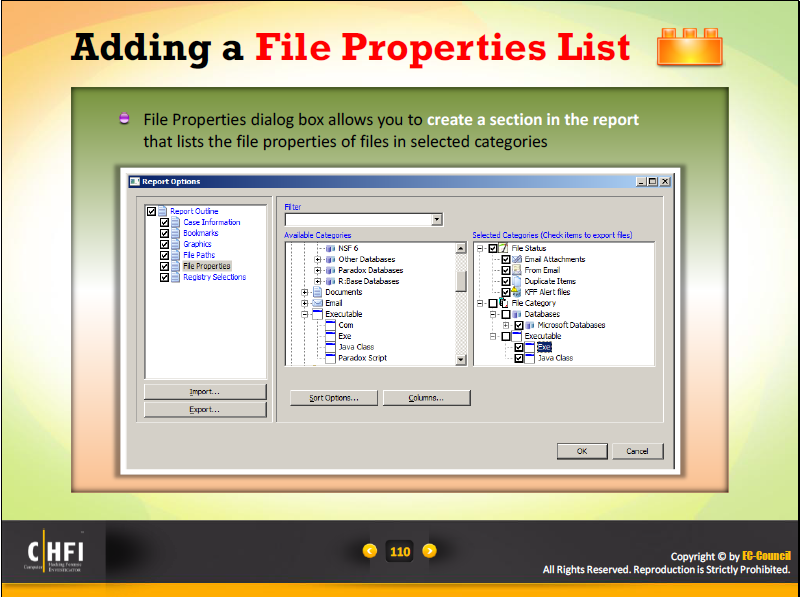 Adding a File Properties List
File Properties dialog box allows you to create a section in the report
that lists the file properties of files in selected categories
Report Options
Report Outline
Case Information
Bookmarks
Graphics
File Paths
File Properties
Registry Selections
Import...
Export...
Filter
Available Categories
NSF 6
Other Databases
Paradox Databases
R:Base Databases
Documents
Email
Executable
Com
Exe
Java Class
Paradox Script
Selected Categories (Check items to export files)
File Status
Email Attachments
From Email
Duplicate Items
KFF Alert files
File Category
Databases
Microsoft Databases
Executable
Exe
Java Class
Sort Options...
Columns...
OK
Cancel
CHFI
110
Copyright © by EC-Council
All Rights Reserved. Reproduction is Strictly Prohibited.